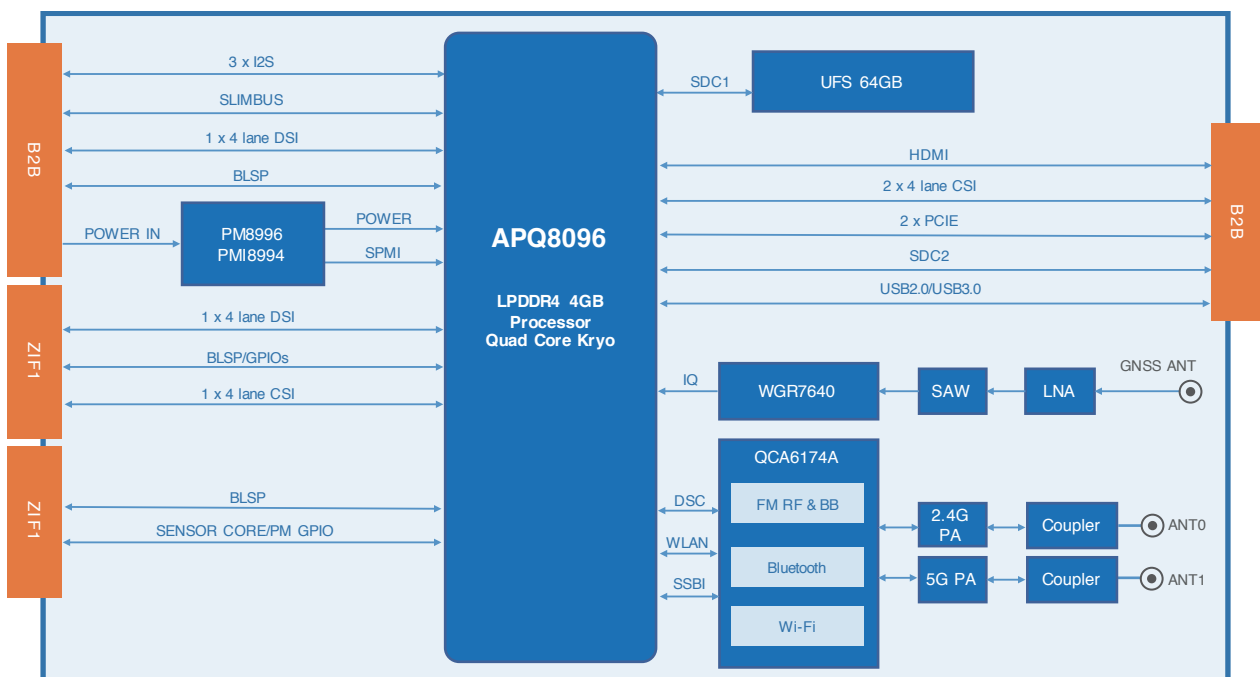 B2B
3 x I2S
SLIMBUS
1 x 4 lane DSI
BLSP
POWER IN
PM8996
PMI8994
POWER
SPMI
ZIF1
1 x 4 lane DSI
BLSP/GPIOs
1 x 4 lane CSI
ZIF1
BLSP
SENSOR CORE/PM GPIO
APQ8096
LPDDR4 4GB
Processor
Quad Core Kryo
SDC1
UFS 64GB
HDMI
2 x 4 lane CSI
2 x PCIE
SDC2
USB2.0/USB3.0
B2B
IQ
WGR7640
SAW
LNA
GNSS ANT
QCA6174A
DSC
FM RF & BB
WLAN
Bluetooth
SSBI
Wi-Fi
2.4G
PA
Coupler
ANT0
5G PA
Coupler
ANT1